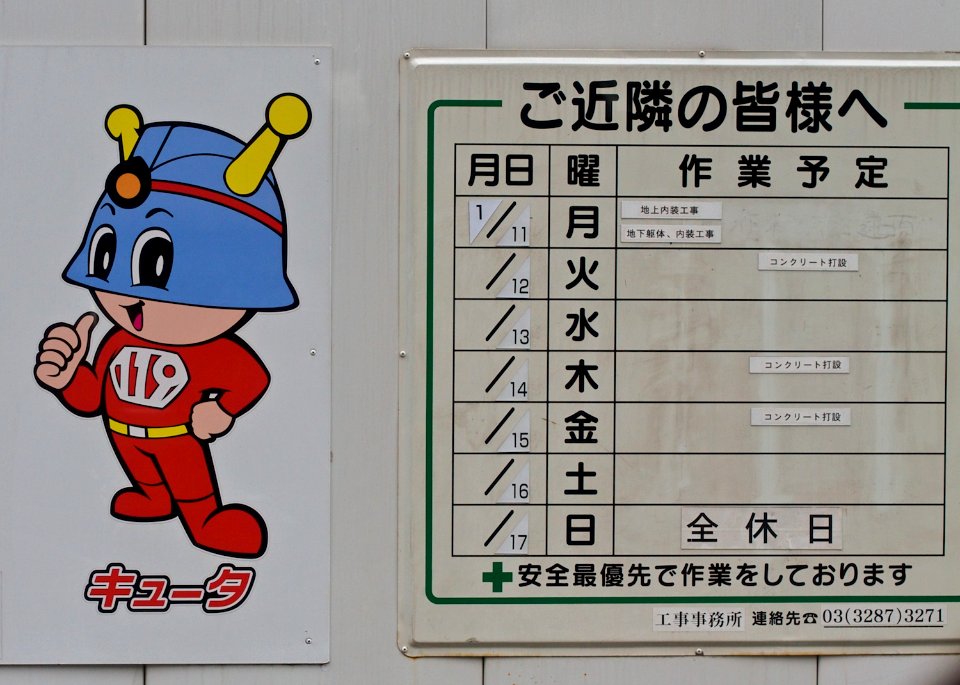 119
キュータ
ご近隣の皆様へ
月日 曜 作業予定
1/11 月 地上内装工事
地下躯体、内装工事
/12 火 コンクリート打設
/13 水
/14 木 コンクリート打設
/15 金 コンクリート打設
/16 土
/17 日 全休日
安全最優先で作業をしております
工事事務所 連絡先☎03(3287)3271